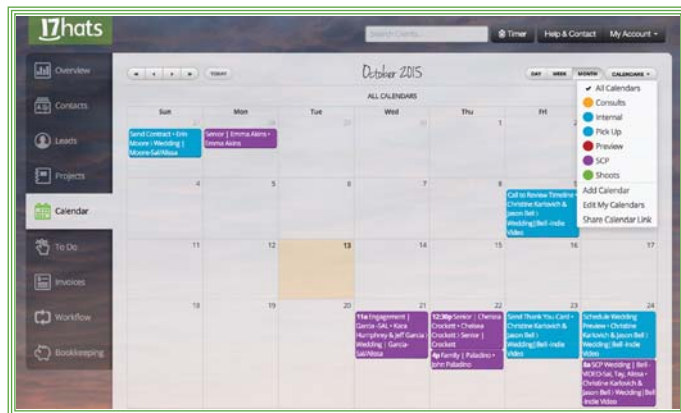 17hats
Search Clients...
Timer
Help & Contact
My Account
Overview
Contacts
Leads
Projects
Calendar
To Do
Invoices
Workflow
Bookkeeping
TODAY
October 2015
DAY WEEK MONTH CALENDARS
ALL CALENDARS
All Calendars
Consults
Internal
Pick Up
Preview
SCP
Shoots
Add Calendar
Edit My Calendars
Share Calendar Link
Sun Mon Tue Wed Thu Fri
1
Send Contract • Erin
Moore | Wedding |
Moore-Sal/Alissa
Senior | Emma Akins •
Emma Akins
4 5 6 7 8
Call to Review Timeline •
Christine Karlovich &
Jason Bell |
Wedding|Bell -Indie
Video
11 12 13 14 15 16 17
18 19 20 21 22 23 24
11a Engagement |
Garcia -SAL • Kara
Humphrey & Jeff Garcia |
Wedding | Garcia-
Sal/Alissa
12:30p Senior | Chelsea
Crockett • Chelsea
Crockett | Senior |
Crockett
4p Family | Paladino •
John Paladino
Send Thank You Card •
Christine Karlovich &
Jason Bell |
Wedding|Bell -Indie
Video
Schedule Wedding
Preview • Christine
Karlovich & Jason Bell |
Wedding|Bell -Indie
Video
8a SCP Wedding | Bell -
VIDEO-Sal, Tay, Alissa •
Christine Karlovich &
Jason Bell | Wedding|Bell
-Indie Video